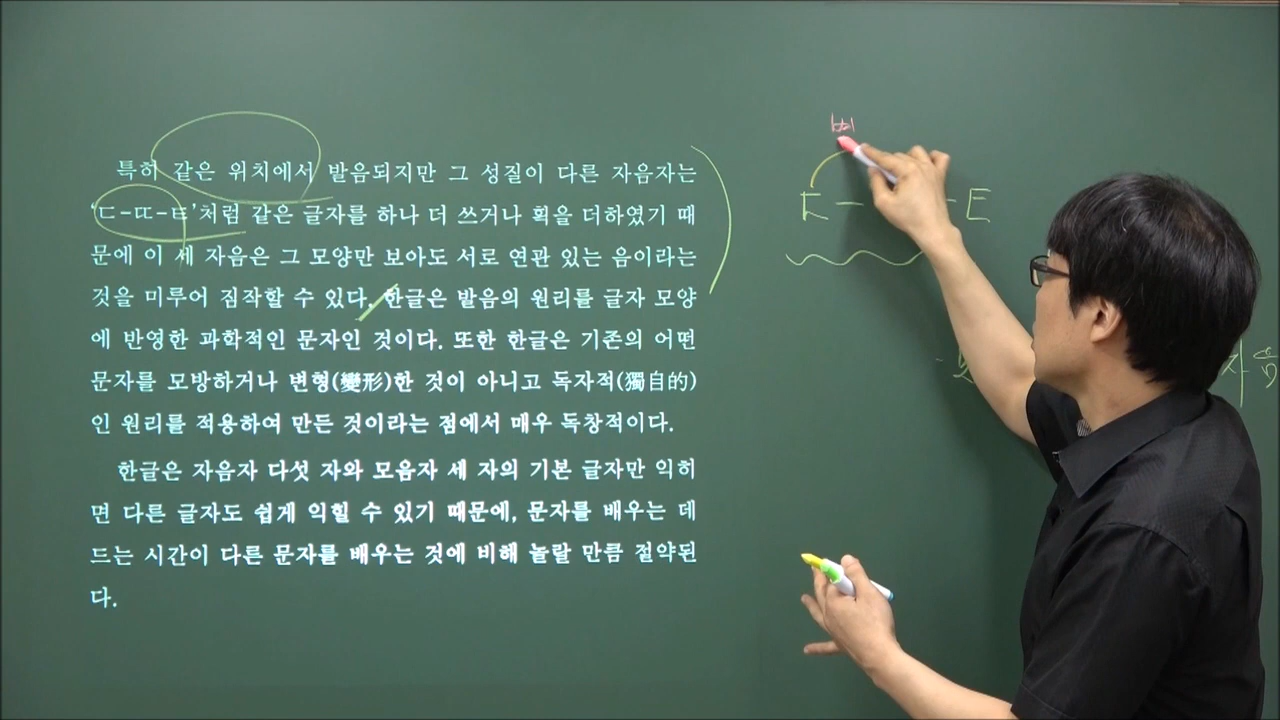 특히 같은 위치에서 발음되지만 그 성질이 다른 자음자는
‘ㄷ-ㄸ-ㅌ’처럼 같은 글자를 하나 더 쓰거나 획을 더하였기 때
문에 이 세 자음은 그 모양만 보아도 서로 연관 있는 음이라는
것을 미루어 짐작할 수 있다. 한글은 발음의 원리를 글자 모양
에 반영한 과학적인 문자인 것이다. 또한 한글은 기존의 어떤
문자를 모방하거나 변형(變形)한 것이 아니고 독자적(獨自的)
인 원리를 적용하여 만든 것이라는 점에서 매우 독창적이다.
한글은 자음자 다섯 자와 모음자 세 자의 기본 글자만 익히
면 다른 글자도 쉽게 익힐 수 있기 때문에, 문자를 배우는 데
드는 시간이 다른 문자를 배우는 것에 비해 놀랄 만큼 절약된
다.
ㄷ - - ㅌ